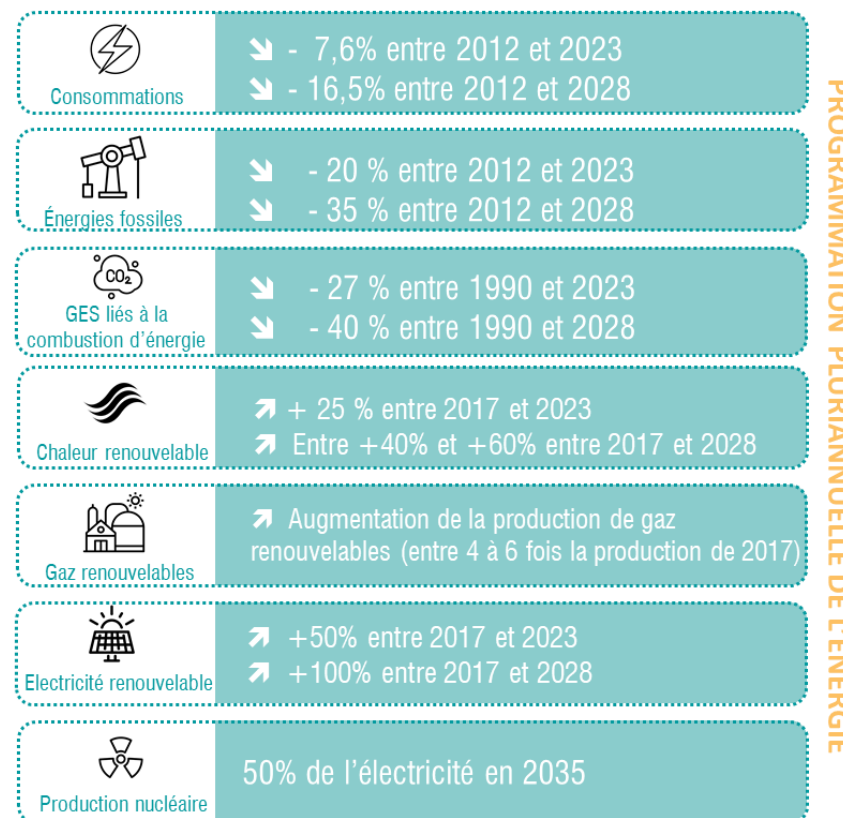 ↘ - 7,6% entre 2012 et 2023
↘ - 16,5% entre 2012 et 2028
Consommations
↘ - 20 % entre 2012 et 2023
↘ - 35 % entre 2012 et 2028
Énergies fossiles
CO₂
GES liés à la
combustion d'énergie
↘ - 27 % entre 1990 et 2023
↘ - 40 % entre 1990 et 2028
Chaleur renouvelable
↗ + 25 % entre 2017 et 2023
↗ Entre +40% et +60% entre 2017 et 2028
Gaz renouvelables
↗ Augmentation de la production de gaz
renouvelables (entre 4 à 6 fois la production de 2017)
Electricité renouvelable
↗ +50% entre 2017 et 2023
↗ +100% entre 2017 et 2028
Production nucléaire
50% de l'électricité en 2035
PROGRAMMATION PLURIANNUELLE DE L'ENERGIE